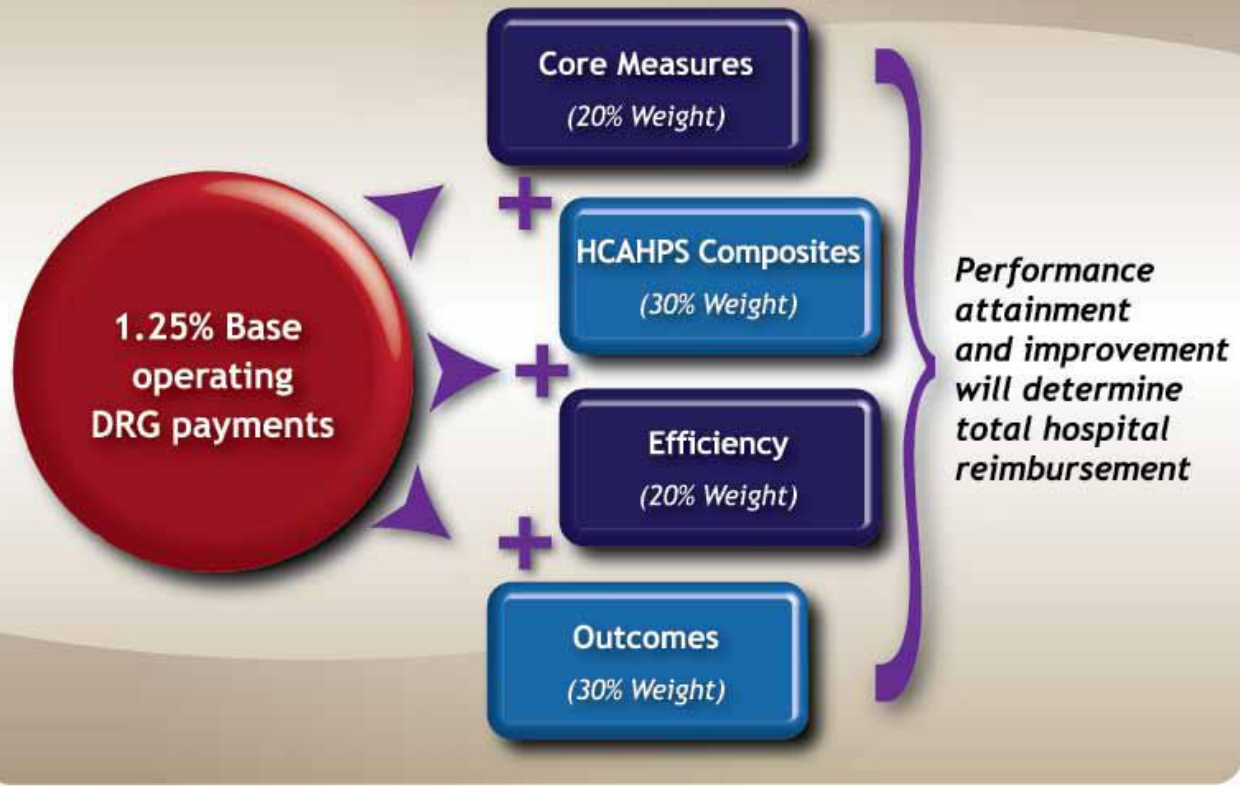 1.25% Base
operating
DRG payments
Core Measures
(20% Weight)
+
HCAHPS Composites
(30% Weight)
+
Efficiency
(20% Weight)
+
Outcomes
(30% Weight)
Performance
attainment
and improvement
will determine
total hospital
reimbursement